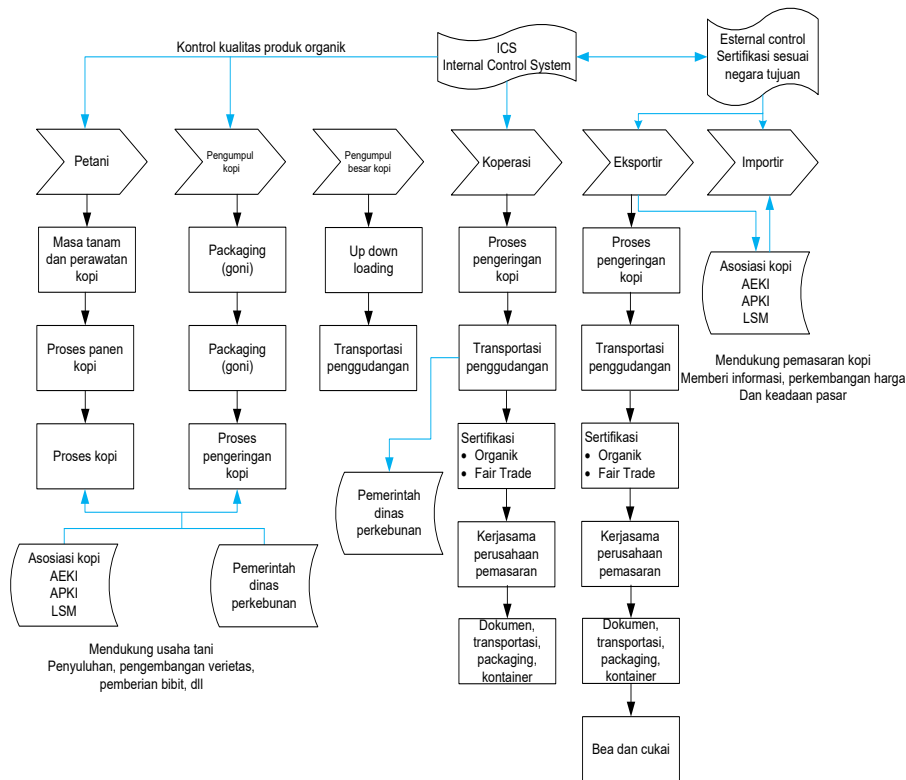 Kontrol kualitas produk organik
ICS
Internal Control System
Esternal control
Sertifikasi sesuai
negara tujuan
Petani
Pengumpul
kopi
Pengumpul
besar kopi
Koperasi
Eksportir
Importir
Masa tanam
dan perawatan
kopi
Packaging
(goni)
Up down
loading
Proses
pengeringan
kopi
Proses
pengeringan
kopi
Asosiasi kopi
AEKI
APKI
LSM
Proses panen
kopi
Packaging
(goni)
Transportasi
penggudangan
Transportasi
penggudangan
Transportasi
penggudangan
Mendukung pemasaran kopi
Memberi informasi, perkembangan harga
Dan keadaan pasar
Proses kopi
Proses
pengeringan
kopi
Sertifikasi
• Organik
• Fair Trade
Sertifikasi
• Organik
• Fair Trade
Pemerintah
dinas
perkebunan
Asosiasi kopi
AEKI
APKI
LSM
Pemerintah
dinas
perkebunan
Kerjasama
perusahaan
pemasaran
Kerjasama
perusahaan
pemasaran
Mendukung usaha tani
Penyuluhan, pengembangan verietas,
pemberian bibit, dll
Dokumen,
transportasi,
packaging,
kontainer
Dokumen,
transportasi,
packaging,
kontainer
Bea dan cukai